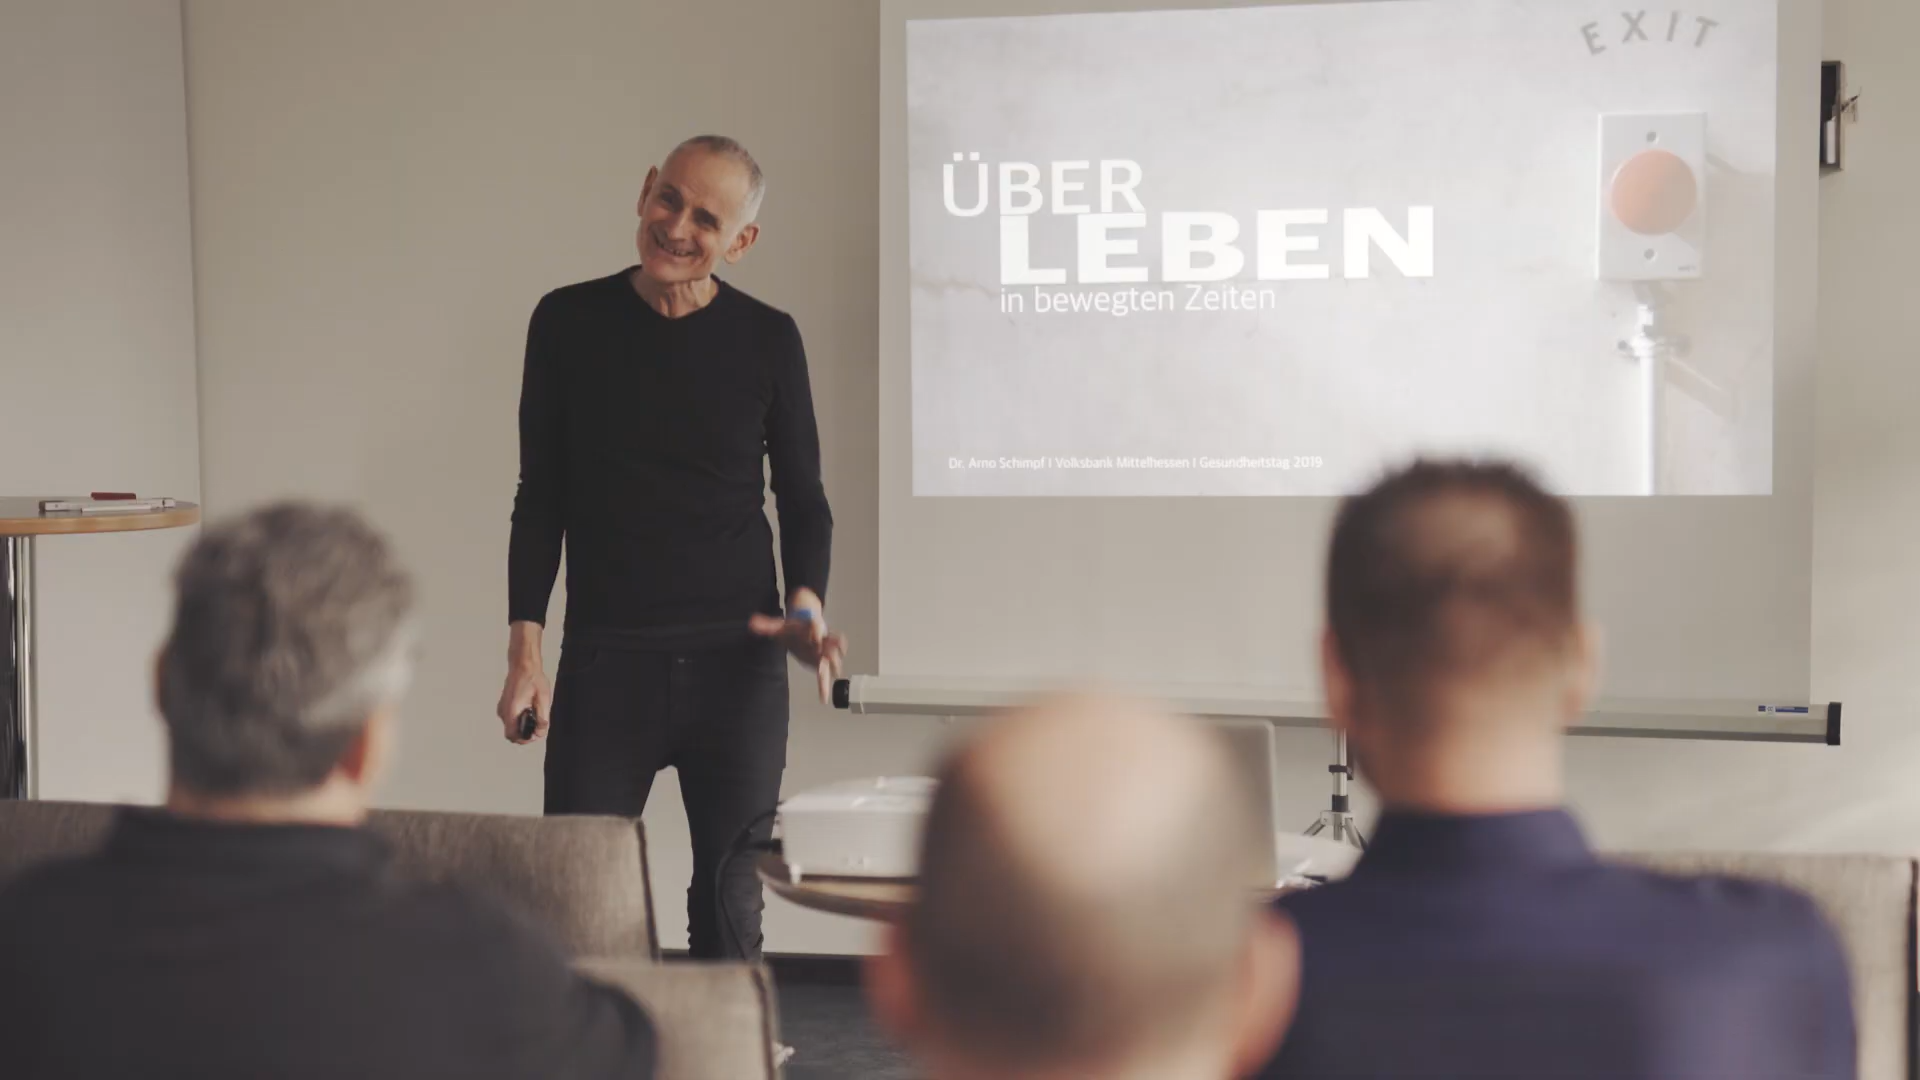 EXIT
ÜBER
LEBEN
in bewegten Zeiten
Dr. Arno Schimpf I Volksbank Mittelhessen I Gesundheitstag 2019